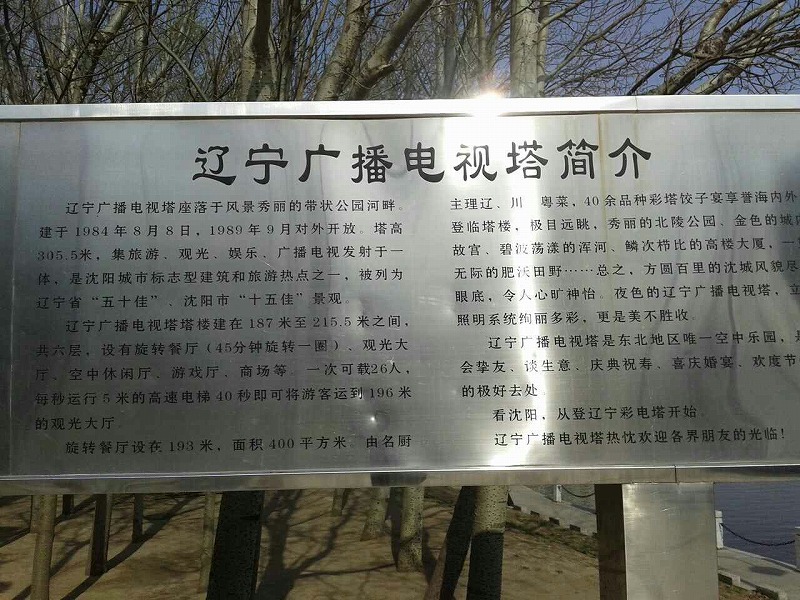 辽宁广播电视塔简介
辽宁广播电视塔座落于风景秀丽的带状公园河畔。
建于1984年8月8日，1989年9月对外开放。塔高
305.5米，集旅游、观光、娱乐、广播电视发射于一
体，是沈阳城市标志型建筑和旅游热点之一，被列为
辽宁省“五十佳”、沈阳市“十五佳”景观。
辽宁广播电视塔塔楼建在187米至215.5米之间，
共六层，设有旋转餐厅（45分钟旋转一圈）、观光大
厅、空中休闲厅、游戏厅、商场等。一次可载26人，
每秒运行5米的高速电梯40秒即可将游客运到196米
的观光大厅。
旋转餐厅设在193米，面积400平方米。由名厨
主理辽、川、粤菜，40余品种彩塔饺子宴享誉海内外
登临塔楼，极目远眺，秀丽的北陵公园、金色的城
故宫、碧波荡漾的浑河、鳞次栉比的高楼大厦，一
无际的肥沃田野……总之，方圆百里的沈城风貌尽
眼底，令人心旷神怡。夜色的辽宁广播电视塔，立
照明系统绚丽多彩，更是美不胜收。
辽宁广播电视塔是东北地区唯一空中乐园，是
会挚友、谈生意、庆典祝寿、喜庆婚宴、欢度节
的极好去处。
看沈阳，从登辽宁彩电塔开始。
辽宁广播电视塔热忱欢迎各界朋友的光临！